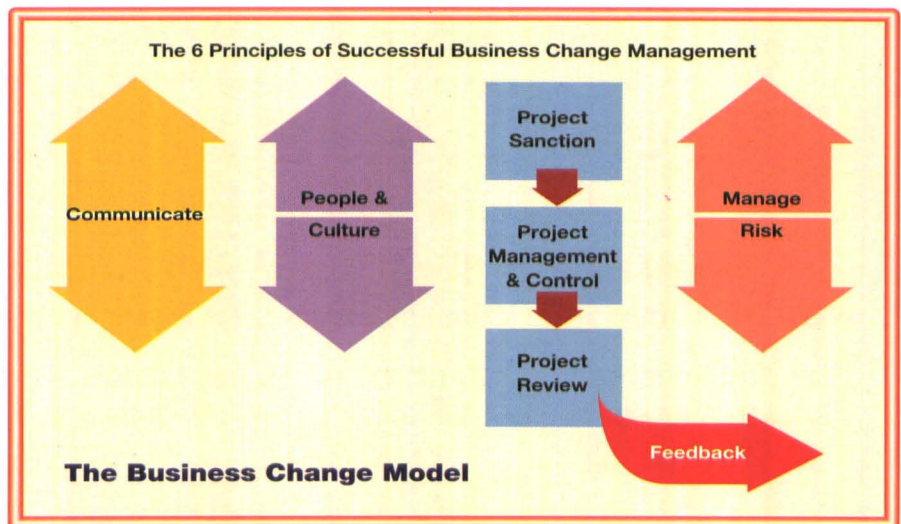 The 6 Principles of Successful Business Change Management
Communicate
People &
Culture
Project
Sanction
Project
Management
& Control
Project
Review
Manage
Risk
Feedback
The Business Change Model